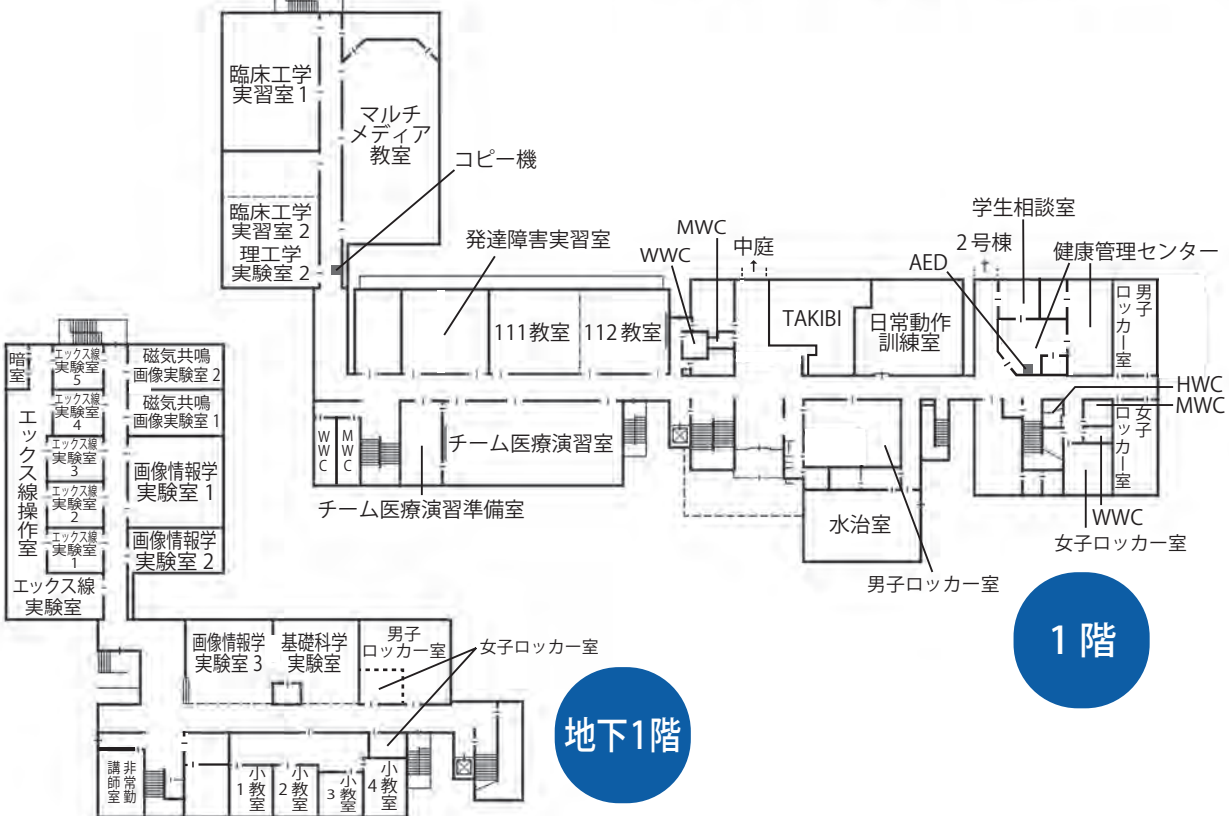 臨床工学
実習室1
マルチ
メディア
教室
コピー機
臨床工学
実習室2
理工学
実験室2
発達障害実習室
MWC
WWC
中庭
↑
学生相談室
2号棟
↑
AED
健康管理センター
111教室
112教室
TAKIBI
日常動作
訓練室
男子
ロッカー室
HWC
MWC
女子
ロッカー室
WWC
MWC
チーム医療演習室
チーム医療演習準備室
水治室
WWC
女子ロッカー室
男子ロッカー室
1階
暗室
エックス線
実験室
5
磁気共鳴
画像実験室2
エックス線
実験室
4
磁気共鳴
画像実験室1
エックス線操作室
エックス線
実験室
3
画像情報学
実験室1
エックス線
実験室
2
エックス線
実験室
1
画像情報学
実験室2
エックス線
実験室
画像情報学
実験室3
基礎科学
実験室
男子
ロッカー室
女子ロッカー室
地下1階
非常勤
講師室
小教室
1
小教室
2
小教室
3
小教室
4